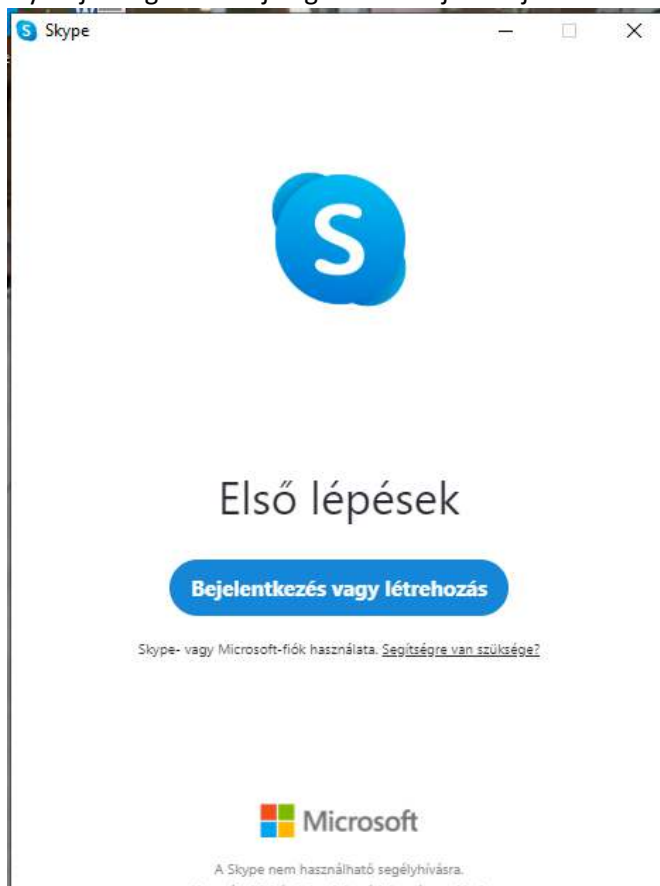 Skype
S
Első lépések
Bejelentkezés vagy létrehozás
Skype- vagy Microsoft-fiók használata. Segítségre van szüksége?
Microsoft
A Skype nem használható segélyhívásra.